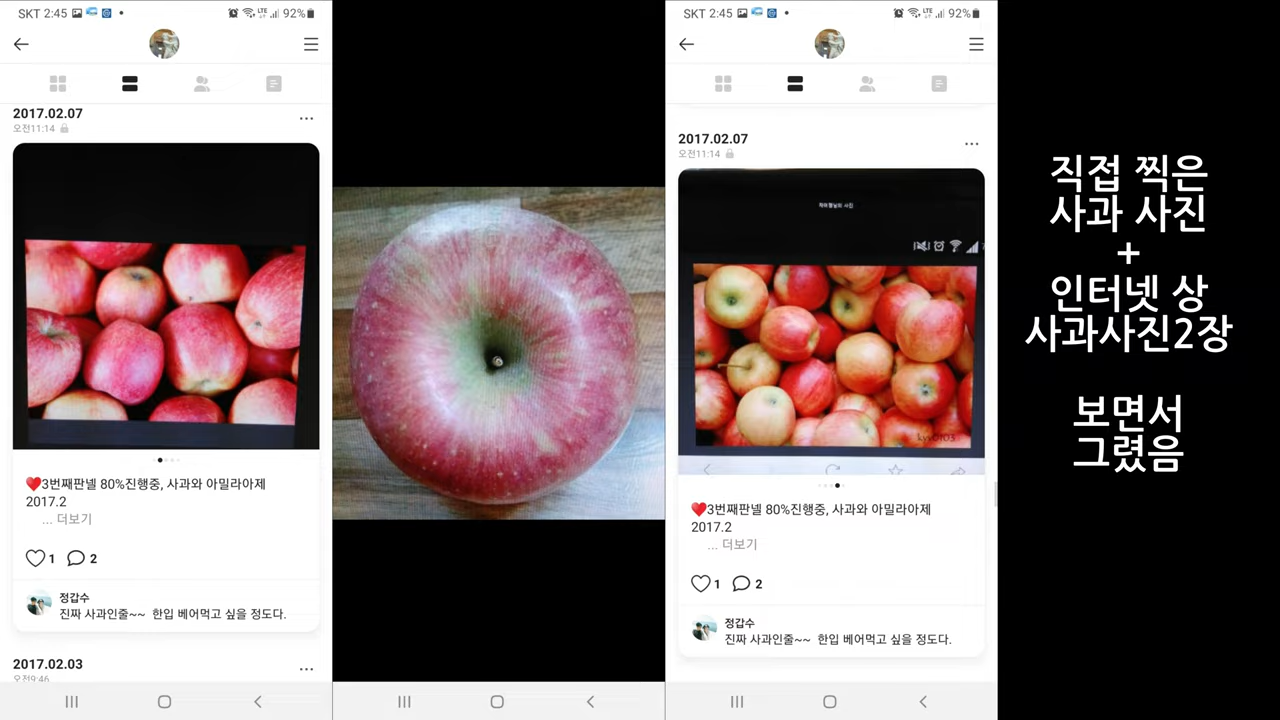 SKT 2:45
LTE
92%
2017.02.07
오전11:14
❤️3번째판넬 80%진행중, 사과와 아밀라아제
2017.2
... 더보기
1
2
정갑수
진짜 사과인줄~~ 한입 베어먹고 싶을 정도다.
2017.02.03
오전9:46
SKT 2:45
LTE
92%
2017.02.07
오전11:14
❤️3번째판넬 80%진행중, 사과와 아밀라아제
2017.2
... 더보기
1
2
정갑수
진짜 사과인줄~~ 한입 베어먹고 싶을 정도다.
직접 찍은
사과 사진
+
인터넷 상
사과사진2장
보면서
그렸음